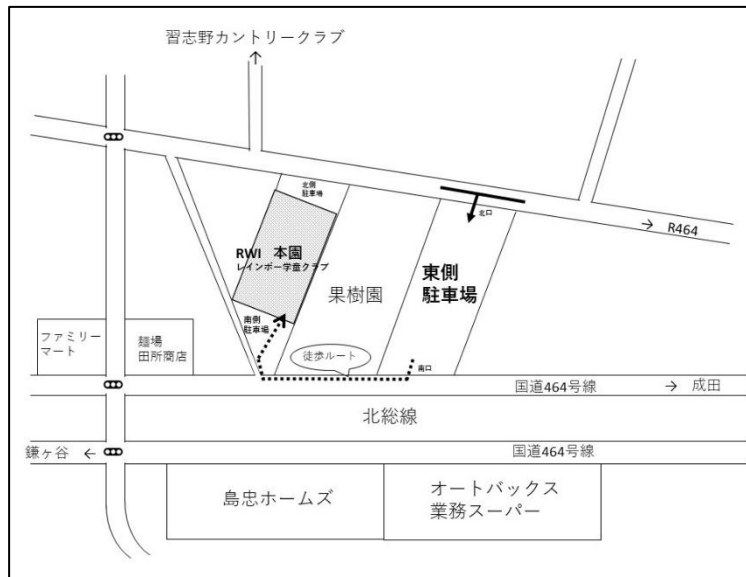 習志野カントリークラブ
↑
北側
駐車場
北口
→ R464
RWI 本園
レインボー学童クラブ
果樹園
東側
駐車場
南側
駐車場
ファミリー
マート
麺場
田所商店
徒歩ルート
南口
国道464号線 → 成田
北総線
鎌ヶ谷 ←
国道464号線
島忠ホームズ
オートバックス
業務スーパー